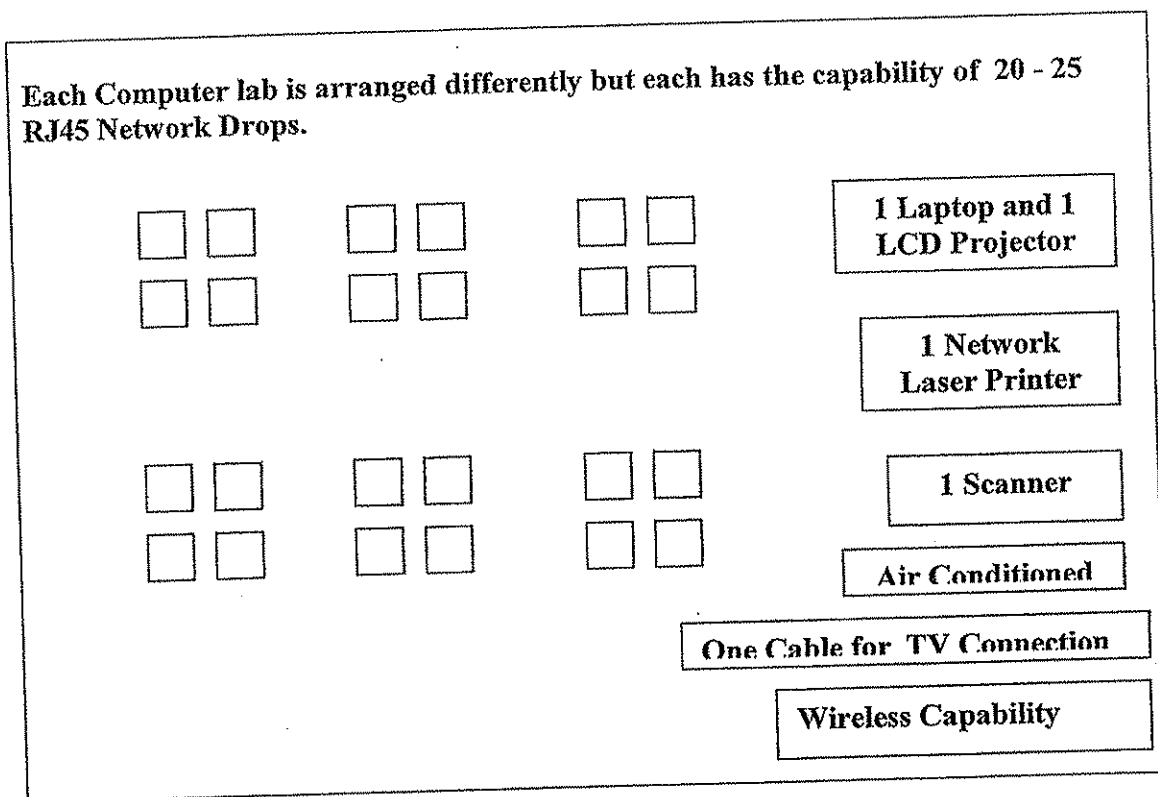 Each Computer lab is arranged differently but each has the capability of 20 - 25
RJ45 Network Drops.
1 Laptop and 1
LCD Projector
1 Network
Laser Printer
1 Scanner
Air Conditioned
One Cable for TV Connection
Wireless Capability